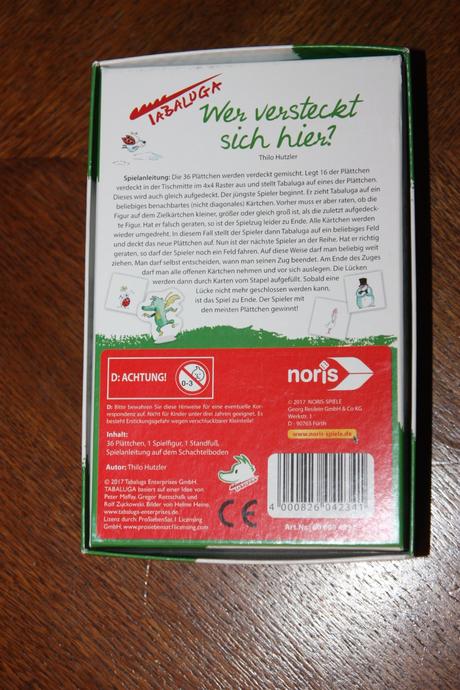 TABALUGA
Wer versteckt
sich hier?
Thilo Hutzler
Spielanleitung: Die 36 Plättchen werden verdeckt gemischt. Legt 16 der Plättchen
verdeckt in der Tischmitte im 4x4 Raster aus und stellt Tabaluga auf eines der Plättchen.
Dieses wird auch gleich aufgedeckt. Der jüngste Spieler beginnt. Er zieht Tabaluga auf ein
beliebiges benachbartes (nicht diagonales) Kärtchen. Vorher muss er aber raten, ob die
Figur auf dem Zielkärtchen kleiner, größer oder gleich groß ist, als die zuletzt aufgedeck-
te Figur. Hat er falsch geraten, so ist der Spielzug leider zu Ende. Alle Kärtchen werden
wieder umgedreht. In diesem Fall stellt der Spieler dann Tabaluga auf ein beliebiges Feld
und deckt das neue Plättchen auf. Nun ist der nächste Spieler an der Reihe. Hat er richtig
geraten, so darf der Spieler noch ein Feld fahren. Auf diese Weise darf man beliebig weit
ziehen. Man darf selbst entscheiden, wann man seinen Zug beendet. Am Ende des Zuges
darf man alle offenen Kärtchen nehmen und vor sich auslegen. Die Lücken
werden dann durch Karten vom Stapel aufgefüllt. Sobald eine
Lücke nicht mehr geschlossen werden kann,
ist das Spiel zu Ende. Der Spieler mit
den meisten Plättchen gewinnt!
D: ACHTUNG!
0-3
D: Bitte bewahren Sie diese Hinweise für eine eventuelle Kor-
respondenz auf. Nicht für Kinder unter drei Jahren geeignet. Es
besteht Erstickungsgefahr wegen verschluckbarer Kleinteile!
Inhalt:
36 Plättchen, 1 Spielfigur, 1 Standfuß,
Spielanleitung auf dem Schachtelboden
Autor: Thilo Hutzler
© 2017 Tabaluga Enterprises GmbH.
TABALUGA basiert auf einer Idee von
Peter Maffay, Gregor Rottschalk und
Rolf Zuckowski. Bilder von Helme Heine.
www.tabaluga-enterprises.de
Lizenz durch: ProSiebenSat.1 Licensing
GmbH, www.prosiebensat1licensing.com
CE
noris
© 2017 NORIS-SPIELE
Georg Reulein GmbH & Co KG
Werkstr. 1
D - 90765 Fürth
www.noris-spiele.de
4 000826 042341
Art.Nr.